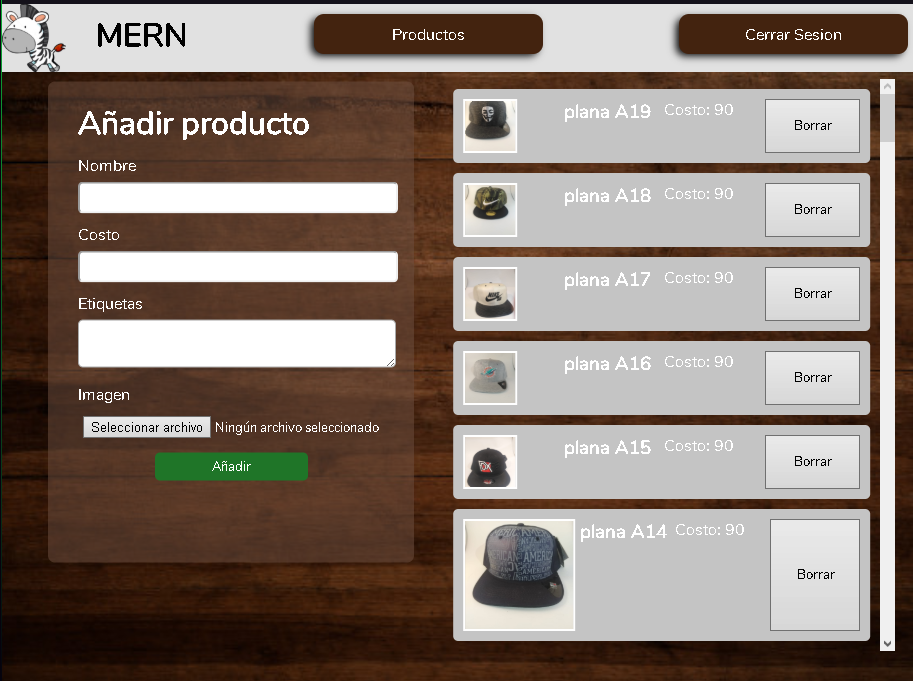 MERN
Productos
Cerrar Sesion
Añadir producto
Nombre
Costo
Etiquetas
Imagen
Seleccionar archivo Ningún archivo seleccionado
Añadir
plana A19 Costo: 90 Borrar
plana A18 Costo: 90 Borrar
plana A17 Costo: 90 Borrar
plana A16 Costo: 90 Borrar
plana A15 Costo: 90 Borrar
plana A14 Costo: 90 Borrar